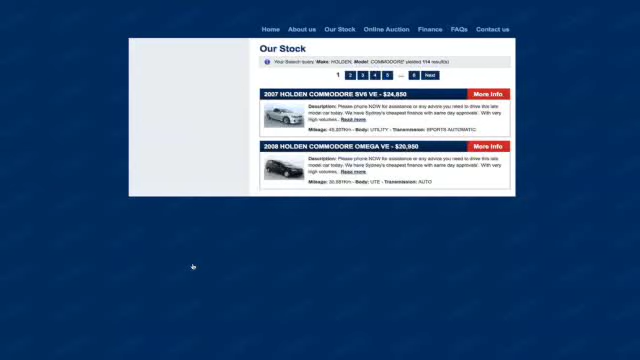 Home About us Our Stock Online Auction Finance FAQs Contact us
Our Stock
Your Search query 'Make: HOLDEN, Model: COMMODORE' yielded 114 result(s)
1 2 3 4 5 ... 8 Next
2007 HOLDEN COMMODORE SV6 VE - $24,850 More Info
Description: Please phone NOW for assistance or any advice you need to drive this late
model car today. We have Sydney's cheapest finance with same day approvals. With very
high volumes.. Read more
Mileage: Km - Body: UTILITY - Transmission: SPORTS AUTOMATIC
2008 HOLDEN COMMODORE OMEGA VE - $20,950 More Info
Description: Please phone NOW for assistance or any advice you need to drive this late
model car today. We have Sydney's cheapest finance with same day approvals. With very
high volumes.. Read more
Mileage: Km - Body: UTE - Transmission: AUTO